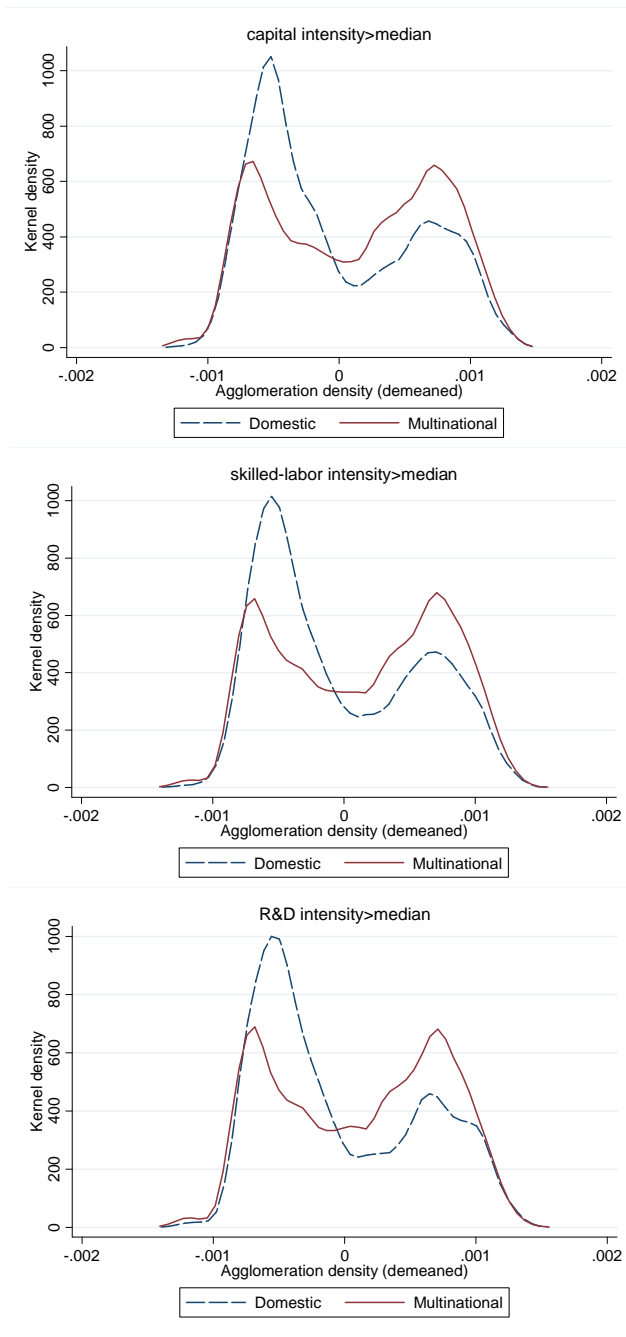 capital intensity>median
1000
800
600
400
200
0
Kernel density
-.002 -.001 0 .001 .002
Agglomeration density (demeaned)
Domestic Multinational
skilled-labor intensity>median
1000
800
600
400
200
0
Kernel density
-.002 -.001 0 .001 .002
Agglomeration density (demeaned)
Domestic Multinational
R&D intensity>median
1000
800
600
400
200
0
Kernel density
-.002 -.001 0 .001 .002
Agglomeration density (demeaned)
Domestic Multinational